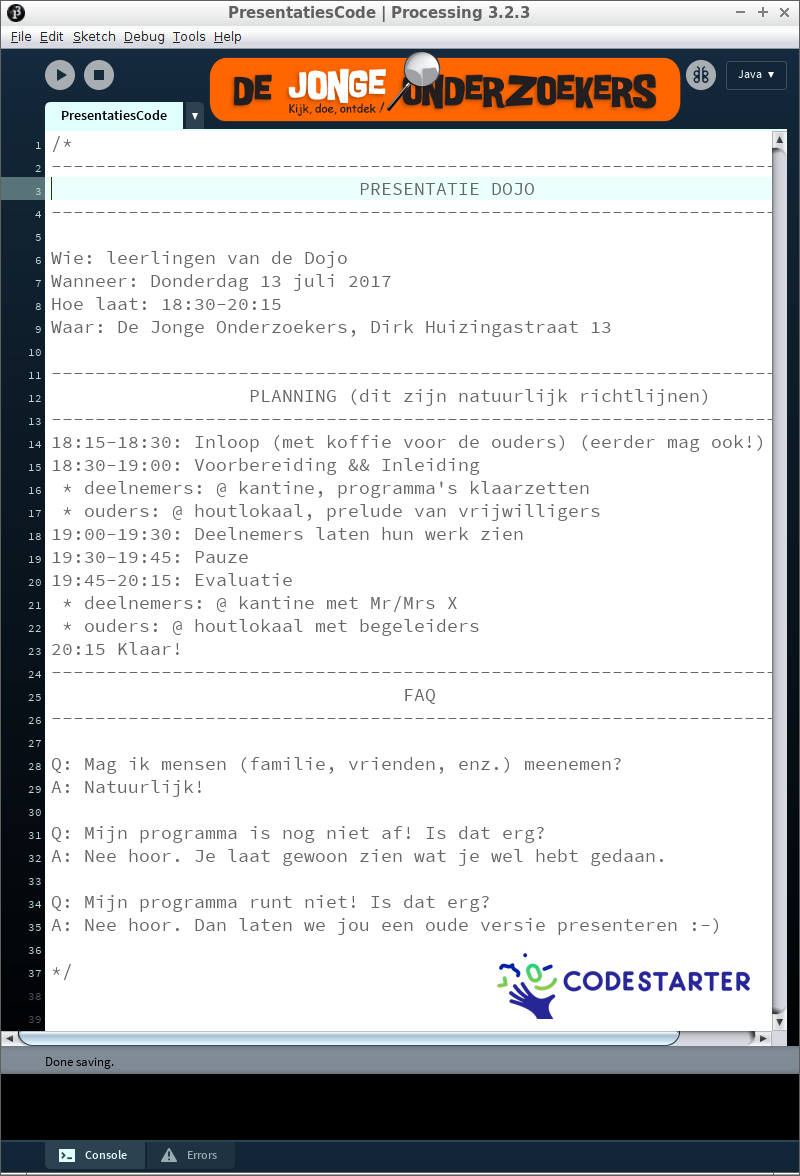 PresentatiesCode | Processing 3.2.3
File Edit Sketch Debug Tools Help
DE JONGE ONDERZOEKERS
Kijk, doe, ontdek!
Java ▼
PresentatiesCode ▼
1 /*
2 ------------------------------------------------------------------
3 PRESENTATIE DOJO
4 ------------------------------------------------------------------
5
6 Wie: leerlingen van de Dojo
7 Wanneer: Donderdag 13 juli 2017
8 Hoe laat: 18:30-20:15
9 Waar: De Jonge Onderzoekers, Dirk Huizingastraat 13
10
11 ------------------------------------------------------------------
12 PLANNING (dit zijn natuurlijk richtlijnen)
13 ------------------------------------------------------------------
14 18:15-18:30: Inloop (met koffie voor de ouders) (eerder mag ook!)
15 18:30-19:00: Voorbereiding && Inleiding
16 * deelnemers: @ kantine, programma's klaarzetten
17 * ouders: @ houtlokaal, prelude van vrijwilligers
18 19:00-19:30: Deelnemers laten hun werk zien
19 19:30-19:45: Pauze
20 19:45-20:15: Evaluatie
21 * deelnemers: @ kantine met Mr/Mrs X
22 * ouders: @ houtlokaal met begeleiders
23 20:15 Klaar!
24 ------------------------------------------------------------------
25 FAQ
26 ------------------------------------------------------------------
27
28 Q: Mag ik mensen (familie, vrienden, enz.) meenemen?
29 A: Natuurlijk!
30
31 Q: Mijn programma is nog niet af! Is dat erg?
32 A: Nee hoor. Je laat gewoon zien wat je wel hebt gedaan.
33
34 Q: Mijn programma runt niet! Is dat erg?
35 A: Nee hoor. Dan laten we jou een oude versie presenteren :-)
36
37 */
CODESTARTER
38
39
Done saving.
Console Errors